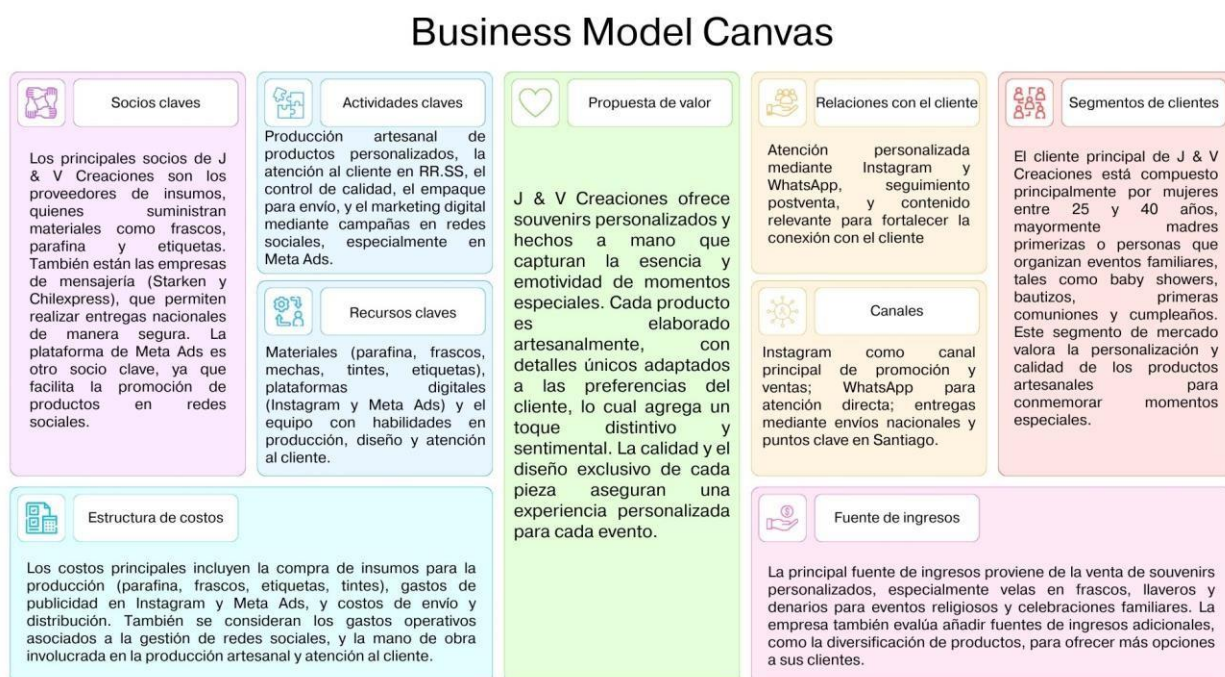 Business Model Canvas
Socios claves
Los principales socios de J
& V Creaciones son los
proveedores de insumos,
quienes suministran
materiales como frascos,
parafina y etiquetas.
También están las empresas
de mensajería (Starken y
Chilexpress), que permiten
realizar entregas nacionales
de manera segura. La
plataforma de Meta Ads es
otro socio clave, ya que
facilita la promoción de
productos en redes
sociales.
Actividades claves
Producción artesanal de
productos personalizados, la
atención al cliente en RR.SS, el
control de calidad, el empaque
para envío, y el marketing digital
mediante campañas en redes
sociales, especialmente en
Meta Ads.
Recursos claves
Materiales (parafina, frascos,
mechas, tintes, etiquetas),
plataformas digitales
(Instagram y Meta Ads) y el
equipo con habilidades en
producción, diseño y atención
al cliente.
Propuesta de valor
J & V Creaciones ofrece
souvenirs personalizados y
hechos a mano que
capturan la esencia y
emotividad de momentos
especiales. Cada producto
es elaborado
artesanalmente, con
detalles únicos adaptados
a las preferencias del
cliente, lo cual agrega un
toque distintivo y
sentimental. La calidad y el
diseño exclusivo de cada
pieza aseguran una
experiencia personalizada
para cada evento.
Relaciones con el cliente
Atención personalizada
mediante Instagram y
WhatsApp, seguimiento
postventa, y contenido
relevante para fortalecer la
conexión con el cliente
Canales
Instagram como canal
principal de promoción y
ventas; WhatsApp para
atención directa; entregas
mediante envíos nacionales y
puntos clave en Santiago.
Segmentos de clientes
El cliente principal de J & V
Creaciones está compuesto
principalmente por mujeres
entre 25 y 40 años,
mayormente madres
primerizas o personas que
organizan eventos familiares,
tales como baby showers,
bautizos, primeras
comuniones y cumpleaños.
Este segmento de mercado
valora la personalización y
calidad de los productos
artesanales para
conmemorar momentos
especiales.
Estructura de costos
Los costos principales incluyen la compra de insumos para la
producción (parafina, frascos, etiquetas, tintes), gastos de
publicidad en Instagram y Meta Ads, y costos de envío y
distribución. También se consideran los gastos operativos
asociados a la gestión de redes sociales, y la mano de obra
involucrada en la producción artesanal y atención al cliente.
Fuente de ingresos
La principal fuente de ingresos proviene de la venta de souvenirs
personalizados, especialmente velas en frascos, llaveros y
denarios para eventos religiosos y celebraciones familiares. La
empresa también evalúa añadir fuentes de ingresos adicionales,
como la diversificación de productos, para ofrecer más opciones
a sus clientes.